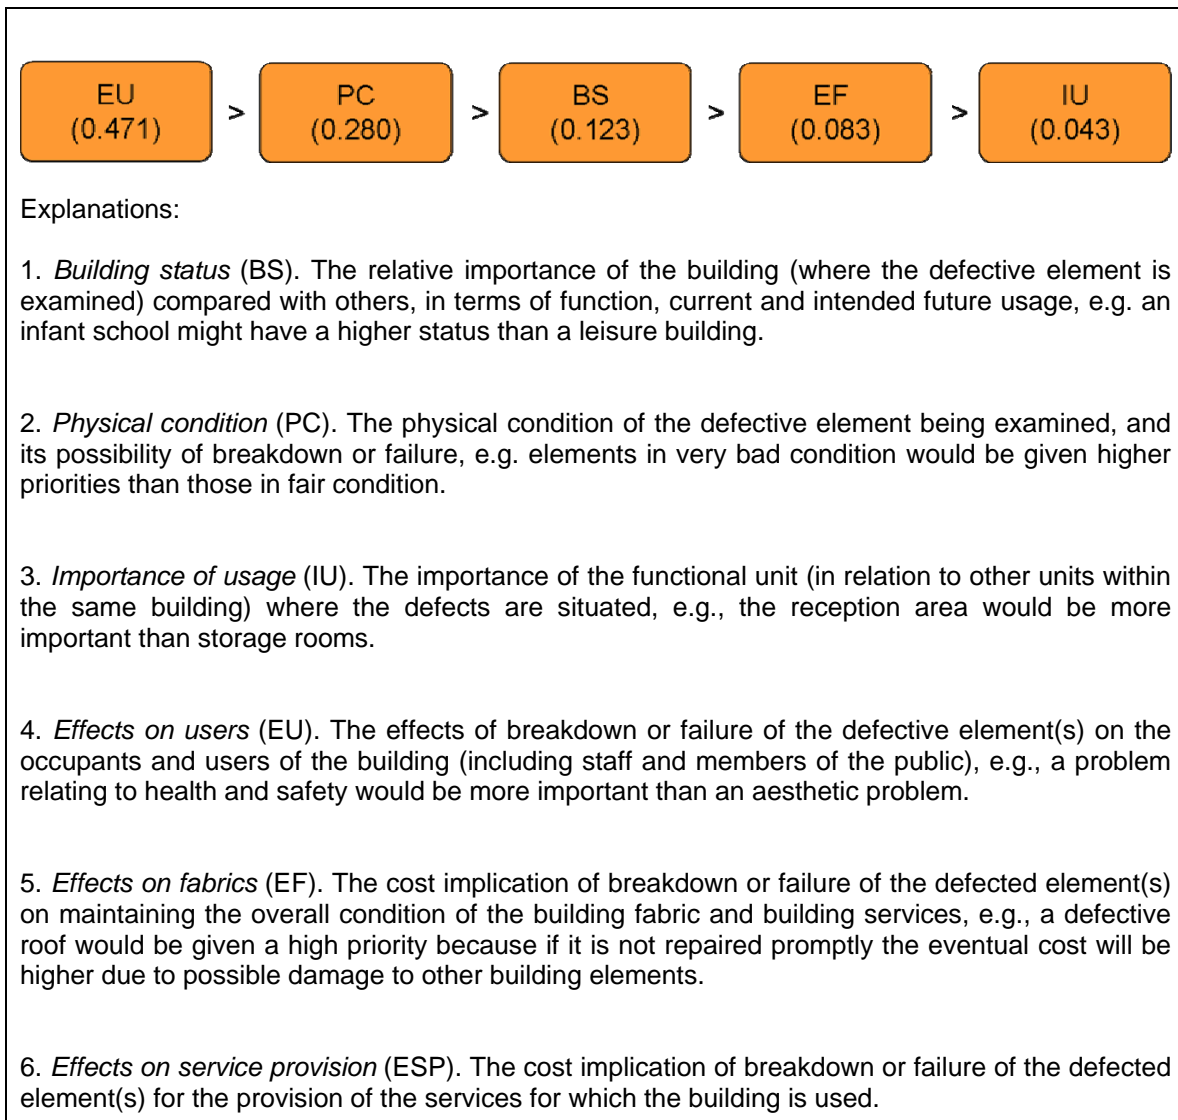 EU > PC > BS > EF > IU
(0.471) (0.280) (0.123) (0.083) (0.043)
Explanations:
1. Building status (BS). The relative importance of the building (where the defective element is
examined) compared with others, in terms of function, current and intended future usage, e.g. an
infant school might have a higher status than a leisure building.
2. Physical condition (PC). The physical condition of the defective element being examined, and
its possibility of breakdown or failure, e.g. elements in very bad condition would be given higher
priorities than those in fair condition.
3. Importance of usage (IU). The importance of the functional unit (in relation to other units within
the same building) where the defects are situated, e.g., the reception area would be more
important than storage rooms.
4. Effects on users (EU). The effects of breakdown or failure of the defective element(s) on the
occupants and users of the building (including staff and members of the public), e.g., a problem
relating to health and safety would be more important than an aesthetic problem.
5. Effects on fabrics (EF). The cost implication of breakdown or failure of the defected element(s)
on maintaining the overall condition of the building fabric and building services, e.g., a defective
roof would be given a high priority because if it is not repaired promptly the eventual cost will be
higher due to possible damage to other building elements.
6. Effects on service provision (ESP). The cost implication of breakdown or failure of the defected
element(s) for the provision of the services for which the building is used.